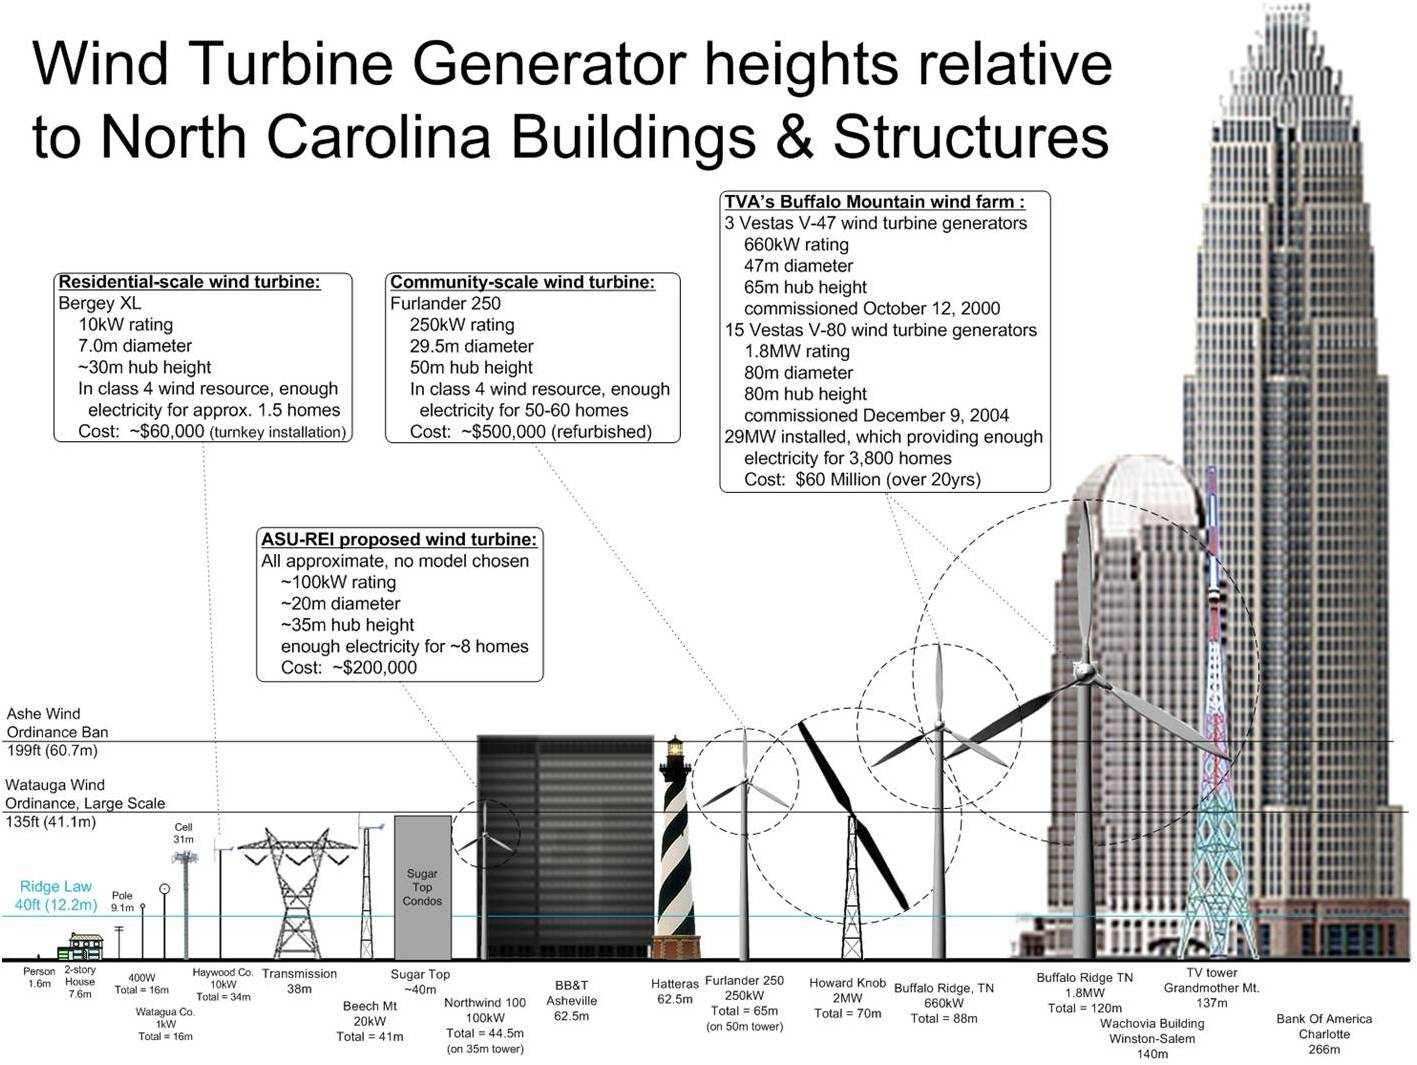 Wind Turbine Generator heights relative
to North Carolina Buildings & Structures
TVA's Buffalo Mountain wind farm :
3 Vestas V-47 wind turbine generators
660kW rating
47m diameter
65m hub height
commissioned October 12, 2000
15 Vestas V-80 wind turbine generators
1.8MW rating
80m diameter
80m hub height
commissioned December 9, 2004
29MW installed, which providing enough
electricity for 3,800 homes
Cost: $60 Million (over 20yrs)
Residential-scale wind turbine:
Bergey XL
10kW rating
7.0m diameter
~30m hub height
In class 4 wind resource, enough
electricity for approx. 1.5 homes
Cost: ~$60,000 (turnkey installation)
Community-scale wind turbine:
Furlander 250
250kW rating
29.5m diameter
50m hub height
In class 4 wind resource, enough
electricity for 50-60 homes
Cost: ~$500,000 (refurbished)
ASU-REI proposed wind turbine:
All approximate, no model chosen
~100kW rating
~20m diameter
~35m hub height
enough electricity for ~8 homes
Cost: ~$200,000
Ashe Wind
Ordinance Ban
199ft (60.7m)
Watauga Wind
Ordinance, Large Scale
135ft (41.1m)
Cell
31m
Ridge Law
40ft (12.2m)
Pole
9.1m
Sugar
Top
Condos
Person
1.6m
2-story
House
7.6m
400W
Total = 16m
Watagua Co.
1kW
Total = 16m
Haywood Co.
10kW
Total = 34m
Transmission
38m
Beech Mt
20kW
Total = 41m
Sugar Top
~40m
Northwind 100
100kW
Total = 44.5m
(on 35m tower)
BB&T
Asheville
62.5m
Hatteras
62.5m
Furlander 250
250kW
Total = 65m
(on 50m tower)
Howard Knob
2MW
Total = 70m
Buffalo Ridge, TN
660kW
Total = 88m
Buffalo Ridge TN
1.8MW
Total = 120m
Wachovia Building
Winston-Salem
140m
TV tower
Grandmother Mt.
137m
Bank Of America
Charlotte
266m